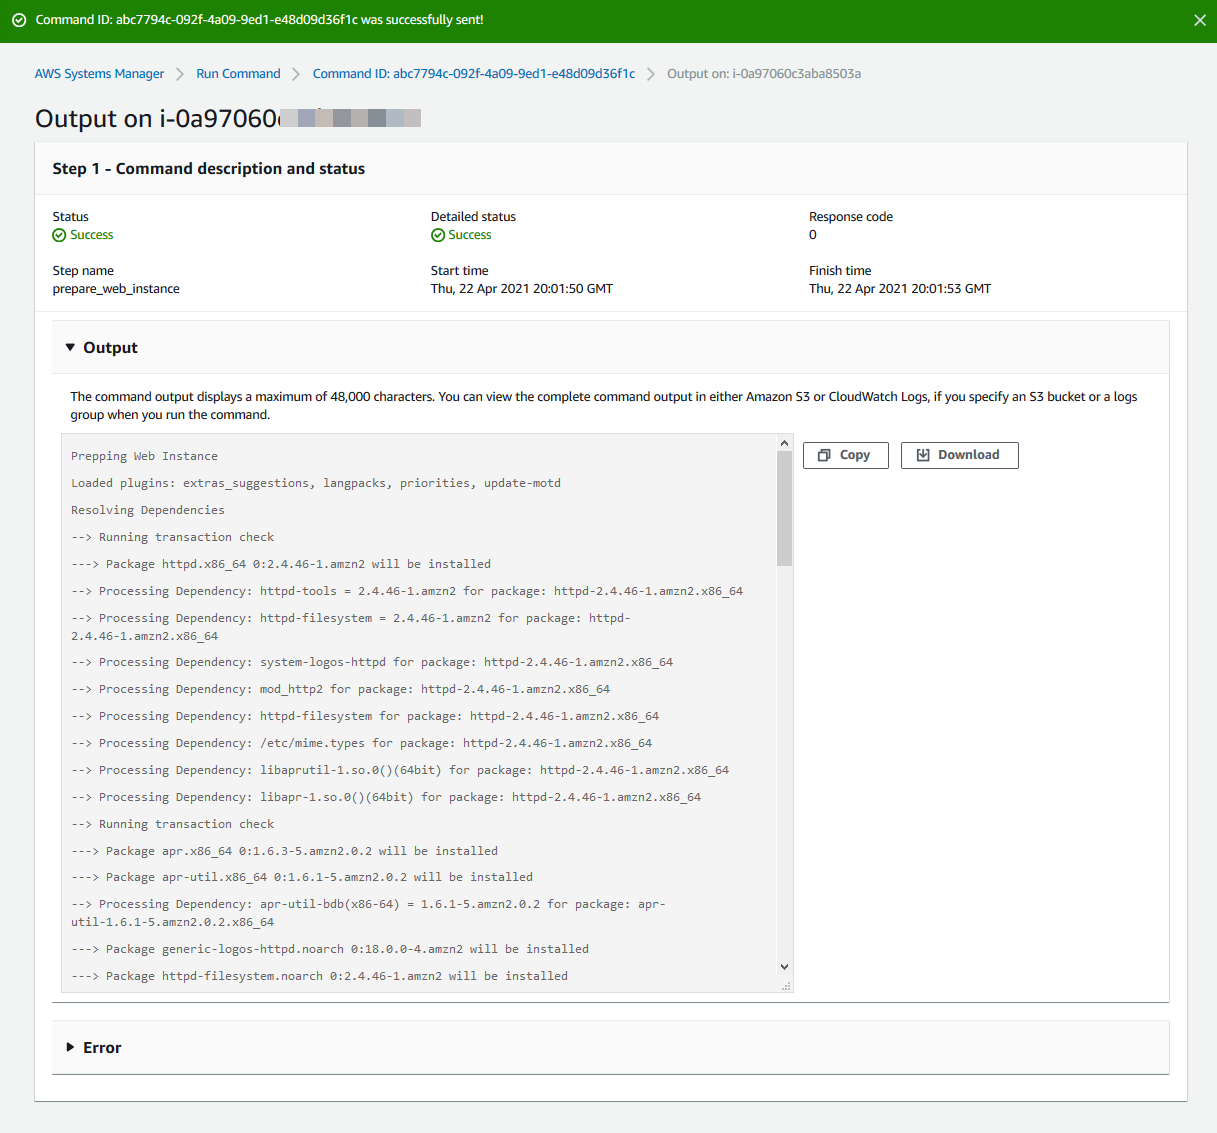 Command ID: abc7794c-092f-4a09-9ed1-e48d09d36f1c was successfully sent!
AWS Systems Manager > Run Command > Command ID: abc7794c-092f-4a09-9ed1-e48d09d36f1c > Output on: i-0a97060c3aba8503a
Output on i-0a97060
Step 1 - Command description and status
Status Detailed status Response code
Success Success 0
Step name Start time Finish time
prepare_web_instance Thu, 22 Apr 2021 20:01:50 GMT Thu, 22 Apr 2021 20:01:53 GMT
Output
The command output displays a maximum of 48,000 characters. You can view the complete command output in either Amazon S3 or CloudWatch Logs, if you specify an S3 bucket or a logs
group when you run the command.
Copy Download
Prepping Web Instance
Loaded plugins: extras_suggestions, langpacks, priorities, update-motd
Resolving Dependencies
--> Running transaction check
---> Package httpd.x86_64 0:2.4.46-1.amzn2 will be installed
--> Processing Dependency: httpd-tools = 2.4.46-1.amzn2 for package: httpd-2.4.46-1.amzn2.x86_64
--> Processing Dependency: httpd-filesystem = 2.4.46-1.amzn2 for package: httpd-
2.4.46-1.amzn2.x86_64
--> Processing Dependency: system-logos-httpd for package: httpd-2.4.46-1.amzn2.x86_64
--> Processing Dependency: mod_http2 for package: httpd-2.4.46-1.amzn2.x86_64
--> Processing Dependency: httpd-filesystem for package: httpd-2.4.46-1.amzn2.x86_64
--> Processing Dependency: /etc/mime.types for package: httpd-2.4.46-1.amzn2.x86_64
--> Processing Dependency: libaprutil-1.so.0()(64bit) for package: httpd-2.4.46-1.amzn2.x86_64
--> Processing Dependency: libapr-1.so.0()(64bit) for package: httpd-2.4.46-1.amzn2.x86_64
--> Running transaction check
---> Package apr.x86_64 0:1.6.3-5.amzn2.0.2 will be installed
---> Package apr-util.x86_64 0:1.6.1-5.amzn2.0.2 will be installed
--> Processing Dependency: apr-util-bdb(x86-64) = 1.6.1-5.amzn2.0.2 for package: apr-
util-1.6.1-5.amzn2.0.2.x86_64
---> Package generic-logos-httpd.noarch 0:18.0.0-4.amzn2 will be installed
---> Package httpd-filesystem.noarch 0:2.4.46-1.amzn2 will be installed
Error